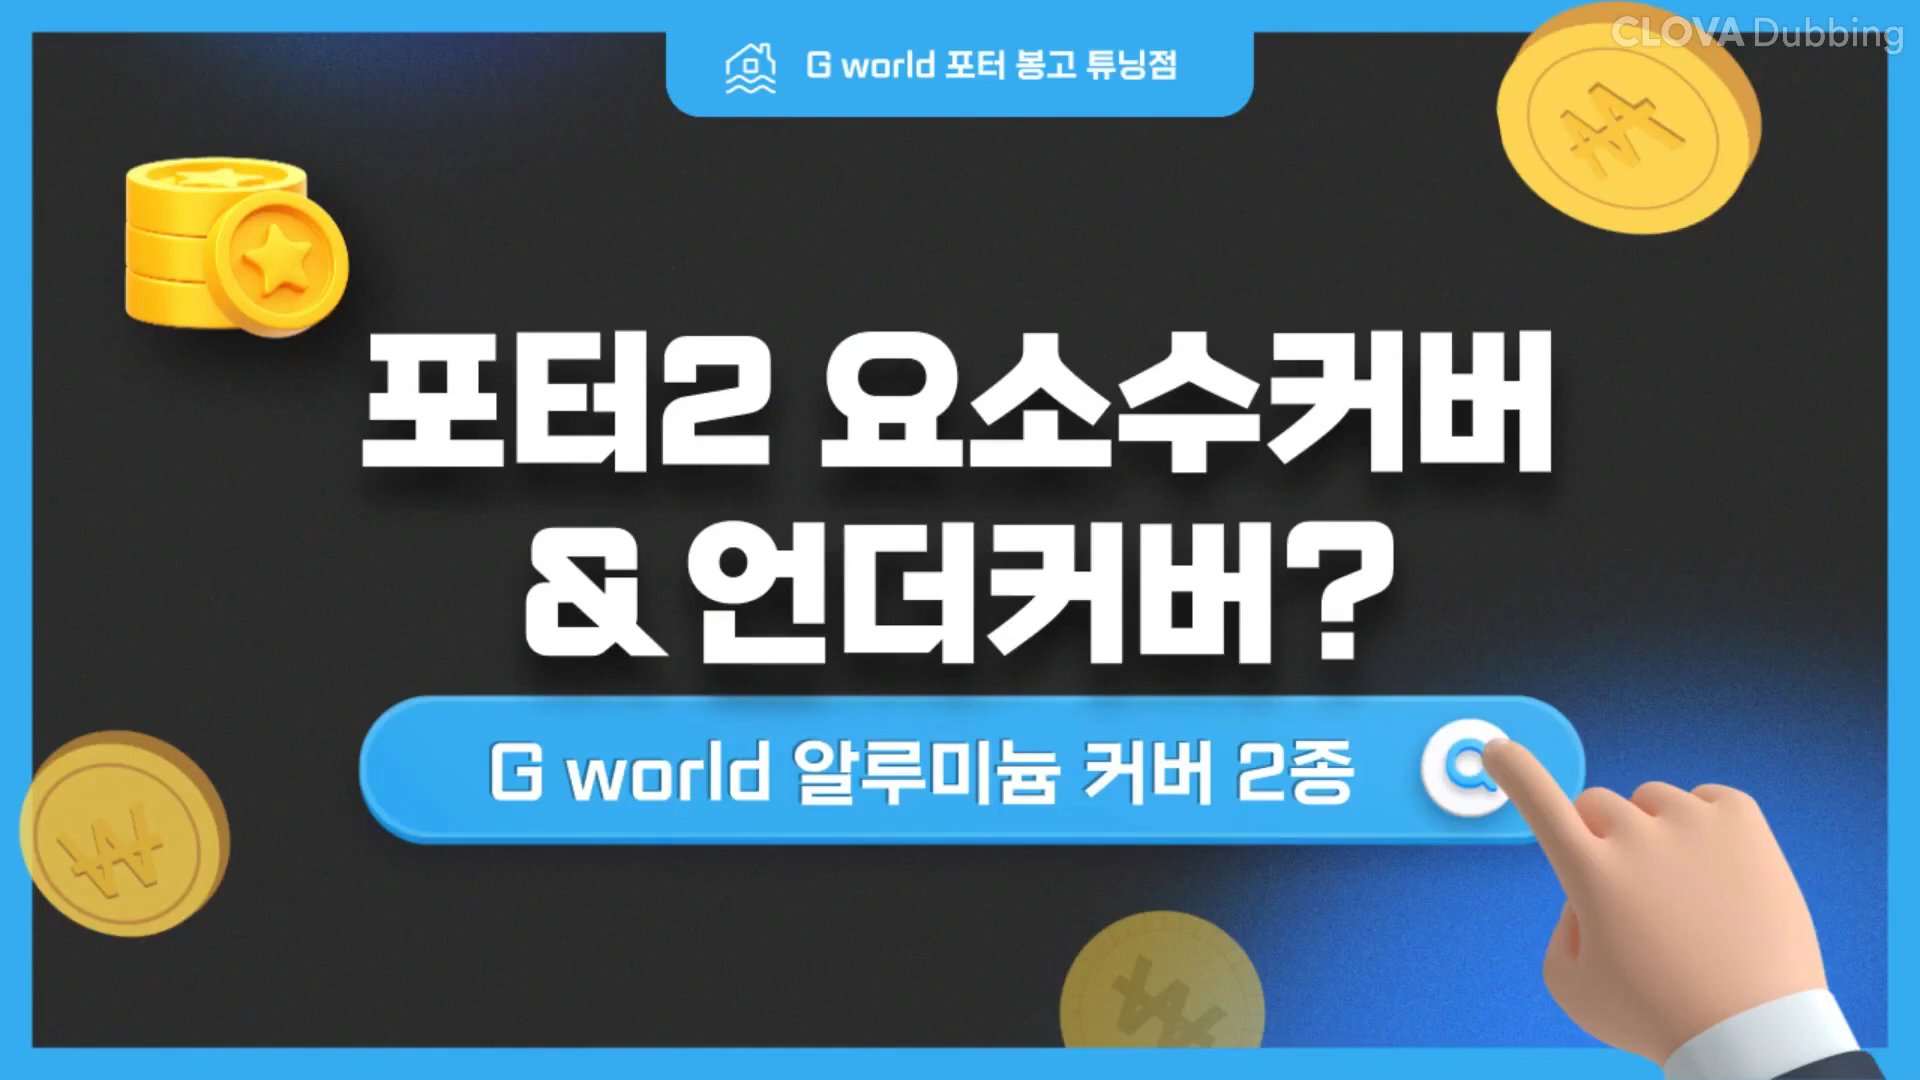 CLOVA Dubbing
G world 포터 봉고 튜닝점
포터2 요소수커버
& 언더커버?
G world 알루미늄 커버 2종